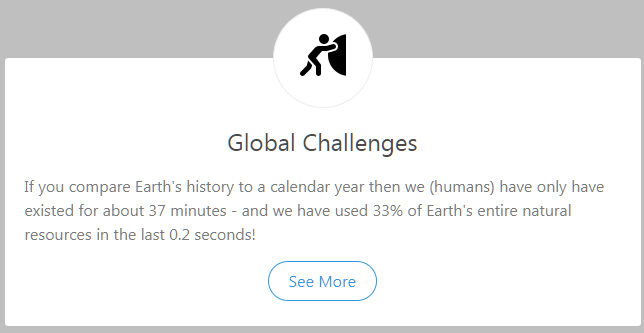 Global Challenges
If you compare Earth's history to a calendar year then we (humans) have only have
existed for about 37 minutes - and we have used 33% of Earth's entire natural
resources in the last 0.2 seconds!
See More